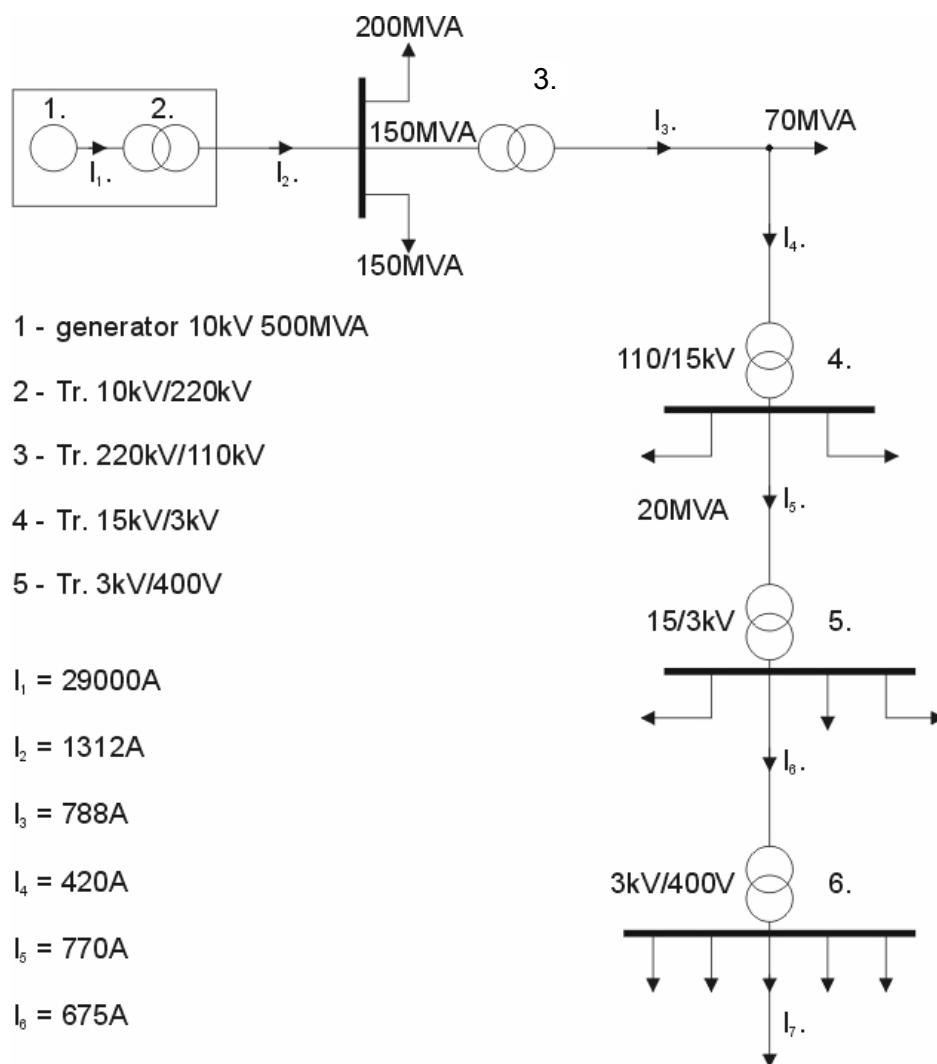 200MVA
3.
1.
2.
150MVA
I₃.
70MVA
I₁.
I₂.
I₄.
150MVA
1 - generator 10kV 500MVA
110/15kV
4.
2 - Tr. 10kV/220kV
3 - Tr. 220kV/110kV
I₅.
20MVA
4 - Tr. 15kV/3kV
5 - Tr. 3kV/400V
15/3kV
5.
I₁ = 29000A
I₂ = 1312A
I₆.
I₃ = 788A
I₄ = 420A
3kV/400V
6.
I₅ = 770A
I₆ = 675A
I₇.